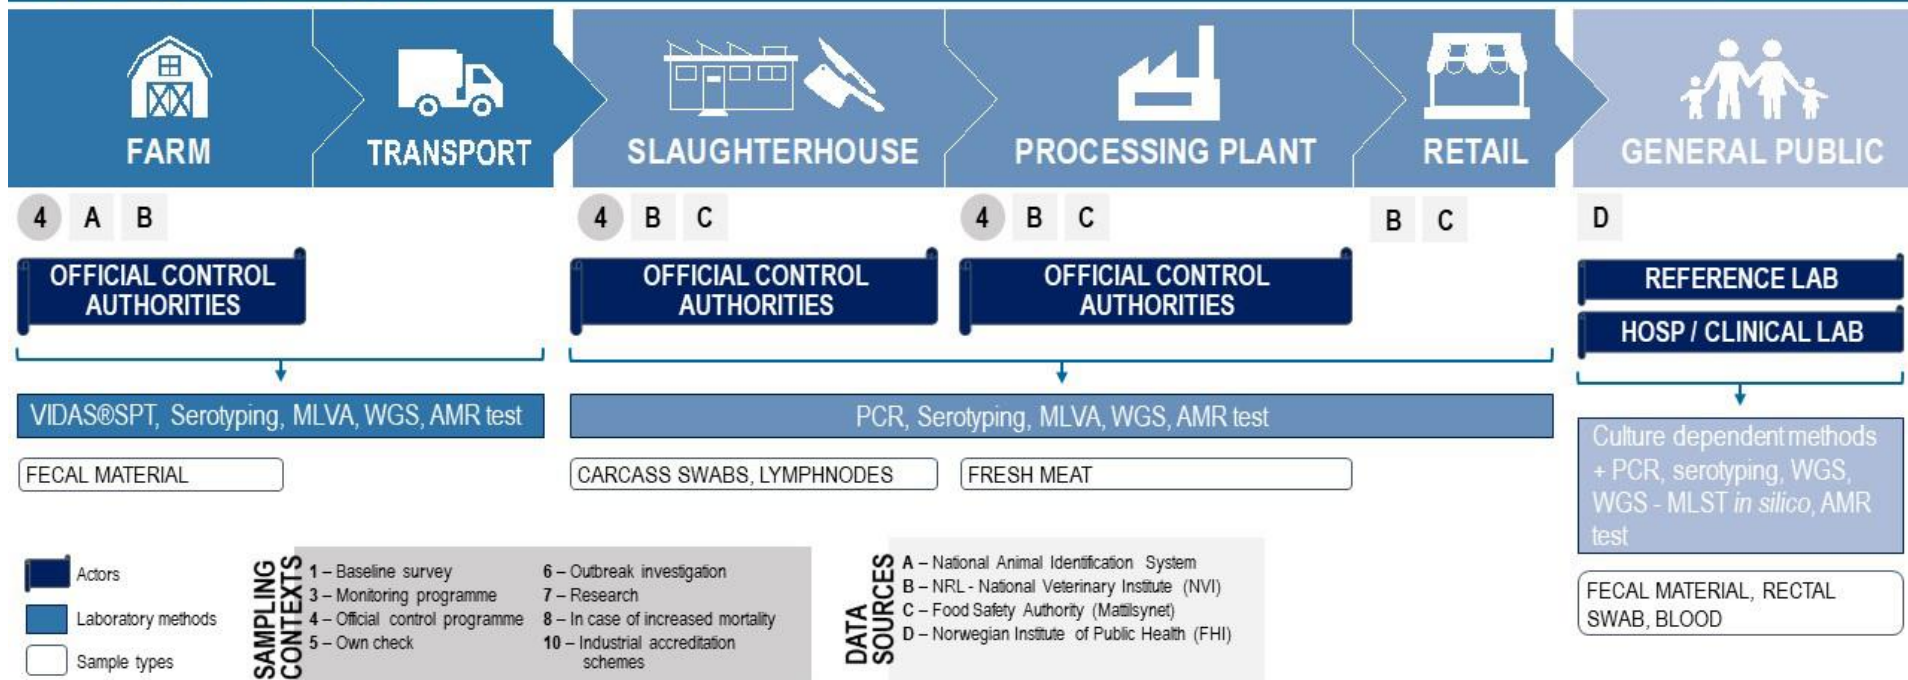 FARM
TRANSPORT
SLAUGHTERHOUSE
PROCESSING PLANT
RETAIL
GENERAL PUBLIC
4 A B
4 B C
4 B C
B C
D
OFFICIAL CONTROL
AUTHORITIES
OFFICIAL CONTROL
AUTHORITIES
OFFICIAL CONTROL
AUTHORITIES
REFERENCE LAB
HOSP / CLINICAL LAB
VIDAS®SPT, Serotyping, MLVA, WGS, AMR test
PCR, Serotyping, MLVA, WGS, AMR test
Culture dependent methods
+ PCR, serotyping, WGS,
WGS - MLST in silico, AMR
test
FECAL MATERIAL
CARCASS SWABS, LYMPHNODES
FRESH MEAT
FECAL MATERIAL, RECTAL
SWAB, BLOOD
Actors
Laboratory methods
Sample types
SAMPLING
CONTEXTS
1 – Baseline survey
3 – Monitoring programme
4 – Official control programme
5 – Own check
6 – Outbreak investigation
7 – Research
8 – In case of increased mortality
10 – Industrial accreditation
schemes
DATA
SOURCES
A – National Animal Identification System
B – NRL - National Veterinary Institute (NVI)
C – Food Safety Authority (Mattilsynet)
D – Norwegian Institute of Public Health (FHI)